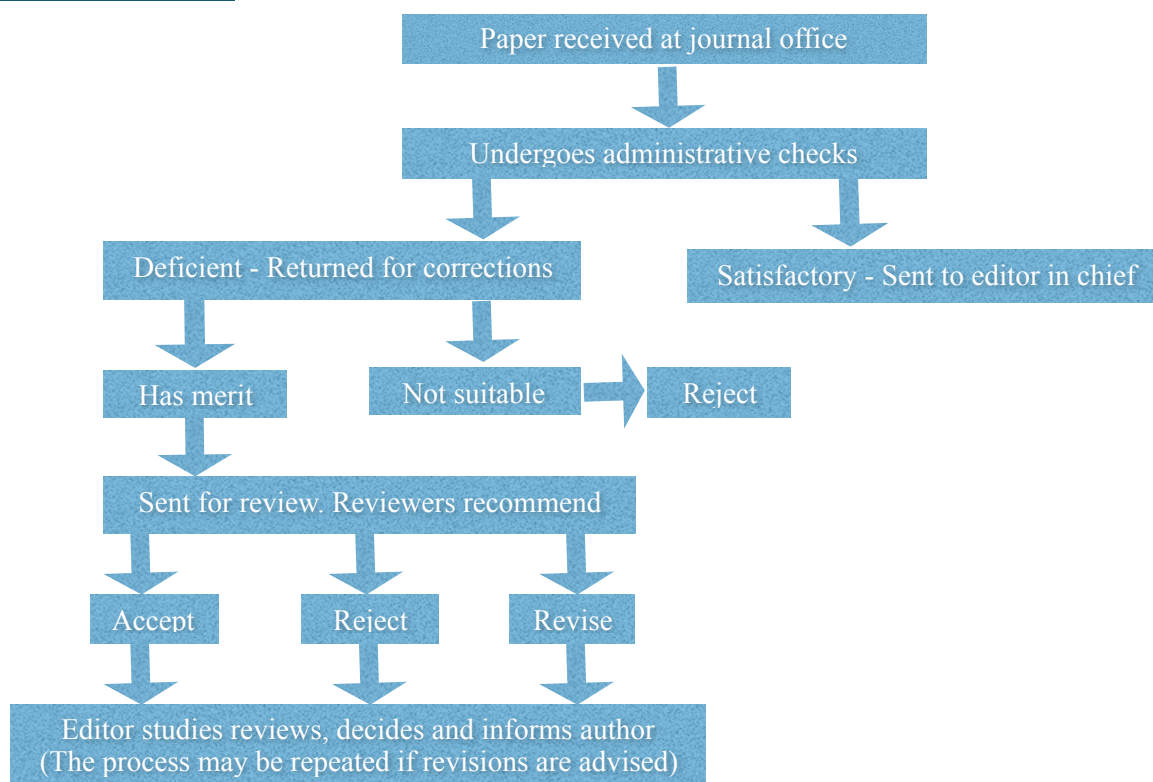 Paper received at journal office
Undergoes administrative checks
Deficient - Returned for corrections
Satisfactory - Sent to editor in chief
Has merit
Not suitable
Reject
Sent for review. Reviewers recommend
Accept
Reject
Revise
Editor studies reviews, decides and informs author
(The process may be repeated if revisions are advised)